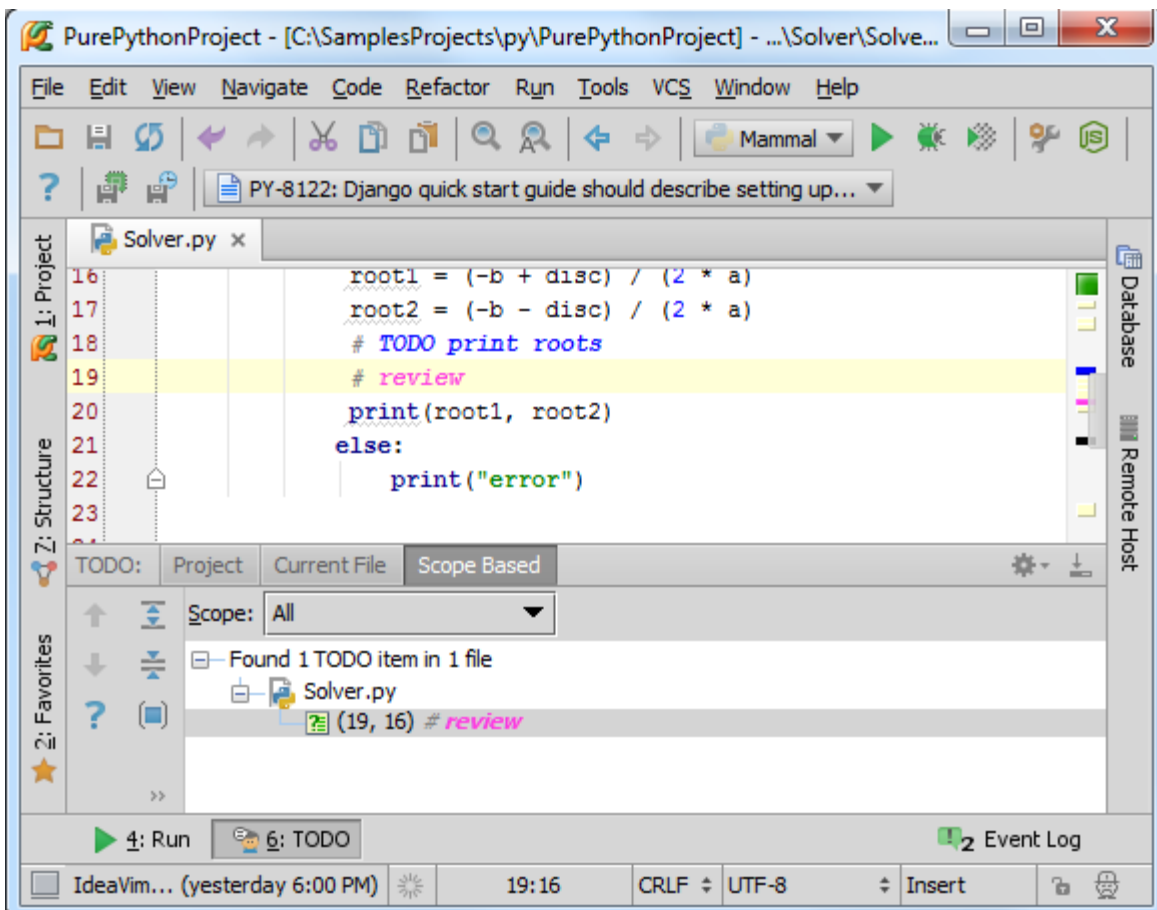 PurePythonProject - [C:\SamplesProjects\py\PurePythonProject] - ...\Solver\Solve...
File Edit View Navigate Code Refactor Run Tools VCS Window Help
Mammal
JS
? PY-8122: Django quick start guide should describe setting up...
Solver.py ×
1: Project
Z: Structure
2: Favorites
16 root1 = (-b + disc) / (2 * a)
17 root2 = (-b - disc) / (2 * a)
18 # TODO print roots
19 # review
20 print(root1, root2)
21 else:
22 print("error")
23
Database
Remote Host
TODO: Project Current File Scope Based
Scope: All
Found 1 TODO item in 1 file
Solver.py
(19, 16) # review
?
»
4: Run 6: TODO 2 Event Log
IdeaVim... (yesterday 6:00 PM) 19:16 CRLF UTF-8 Insert